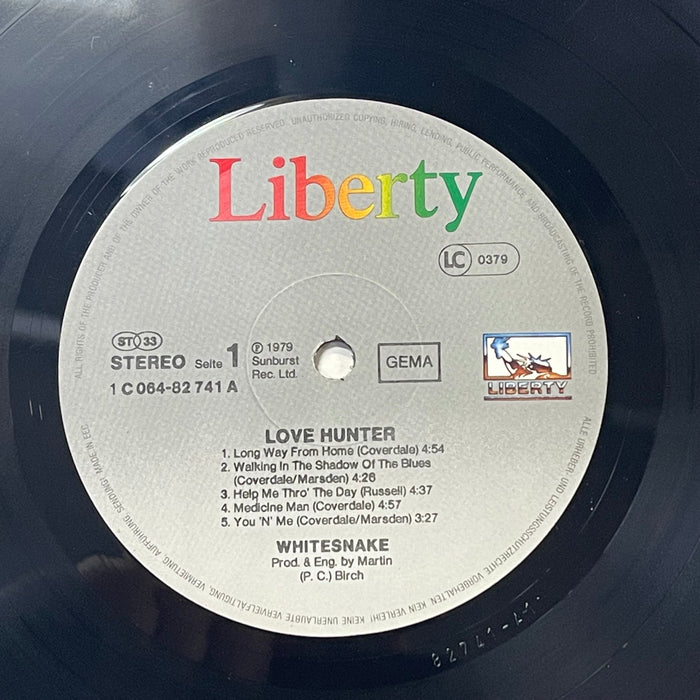 ALL RIGHTS OF THE PRODUCER AND OF THE OWNER OF THE WORK REPRODUCED RESERVED. UNAUTHORIZED COPYING, HIRING, LENDING, PUBLIC PERFORMANCE AND BROADCASTING OF THE RECORD PROHIBITED
Liberty
LC 0379
ST 33
STEREO Seite 1
1 C 064-82 741 A
℗ 1979
Sunburst
Rec. Ltd.
GEMA
LIBERTY
LOVE HUNTER
1. Long Way From Home (Coverdale) 4:54
2. Walking In The Shadow Of The Blues
(Coverdale/Marsden) 4:26
3. Help Me Thro' The Day (Russell) 4:37
4. Medicine Man (Coverdale) 4:57
5. You 'N' Me (Coverdale/Marsden) 3:27
WHITESNAKE
Prod. & Eng. by Martin
(P. C.) Birch
ALLE URHEBER- UND LEISTUNGSSCHUTZRECHTE VORBEHALTEN KEIN VERLEIH! KEINE UNERLAUBTE VERVIELFÄLTIGUNG, VERMIETUNG, AUFFÜHRUNG, SENDUNG! MADE IN EEC
82741-A1